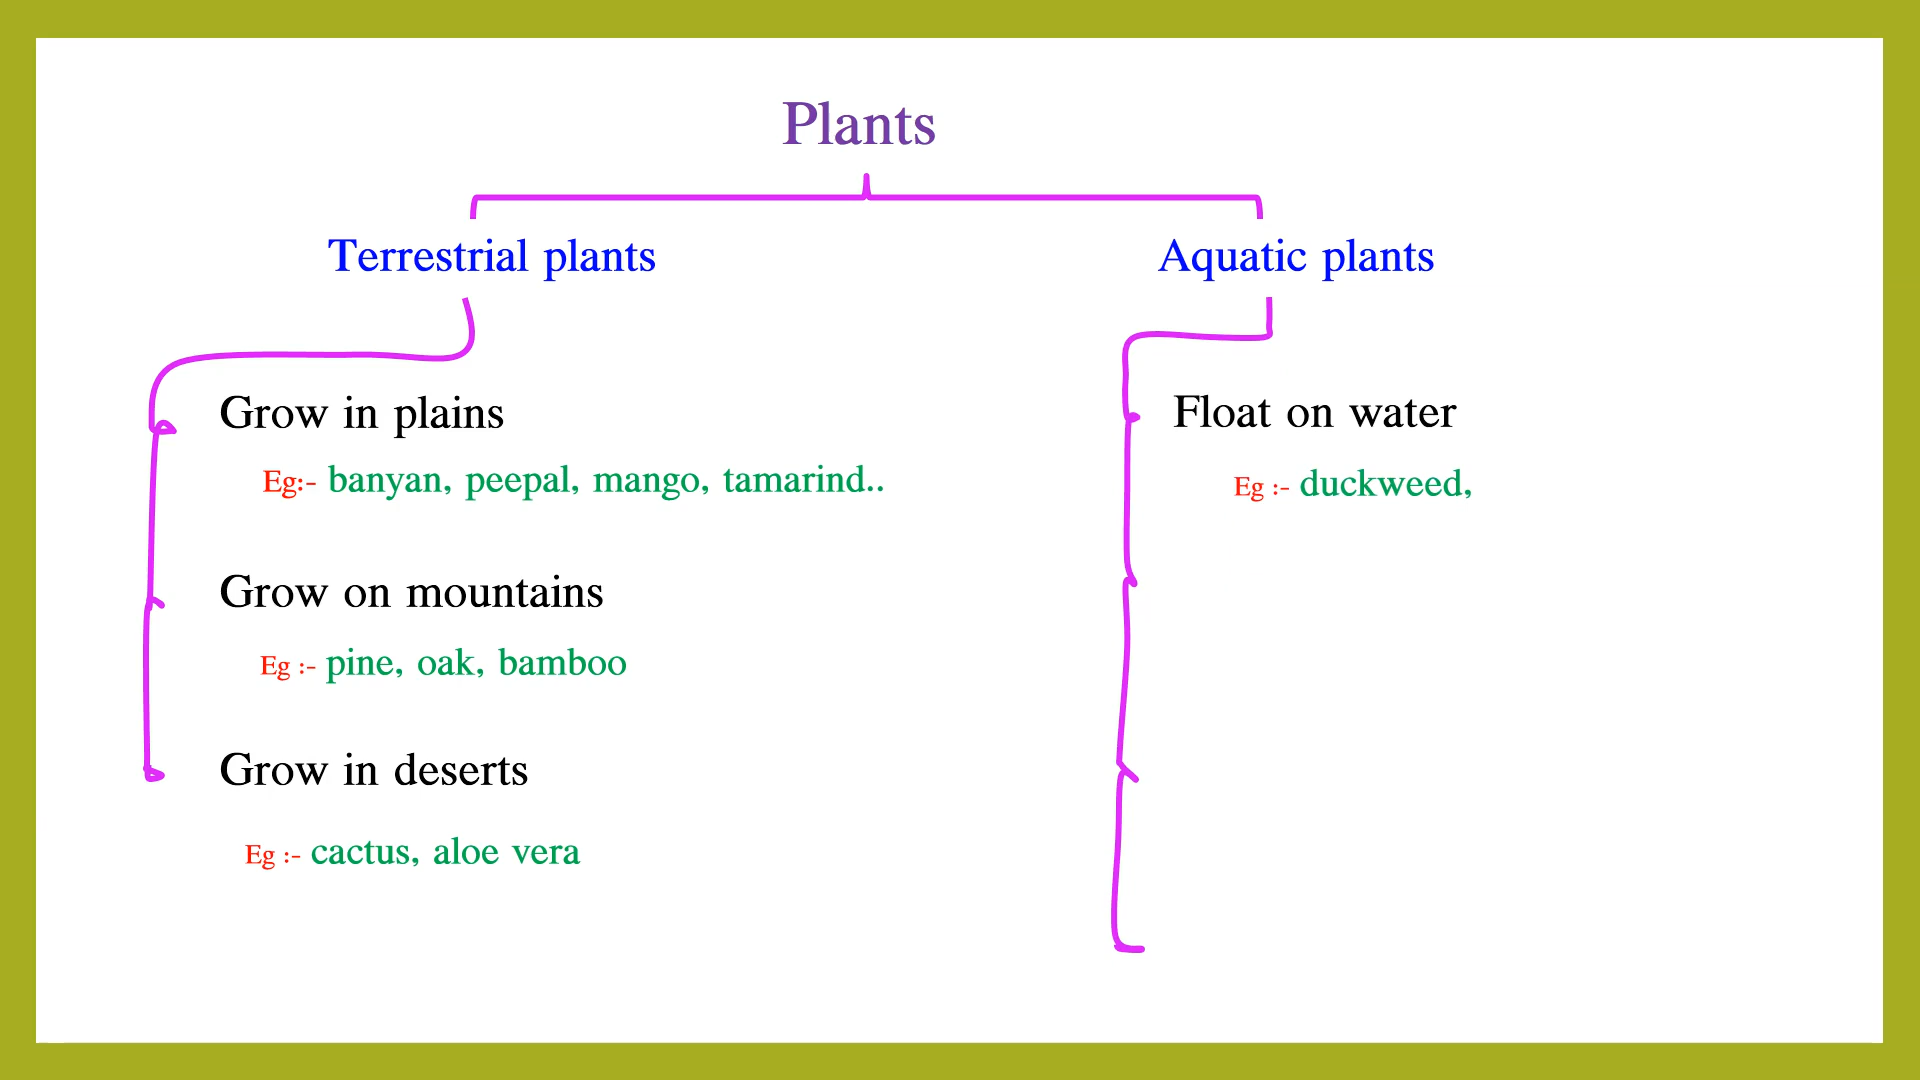 Plants
Terrestrial plants
Aquatic plants
Grow in plains
Eg:- banyan, peepal, mango, tamarind..
Grow on mountains
Eg :- pine, oak, bamboo
Grow in deserts
Eg :- cactus, aloe vera
Float on water
Eg :- duckweed,